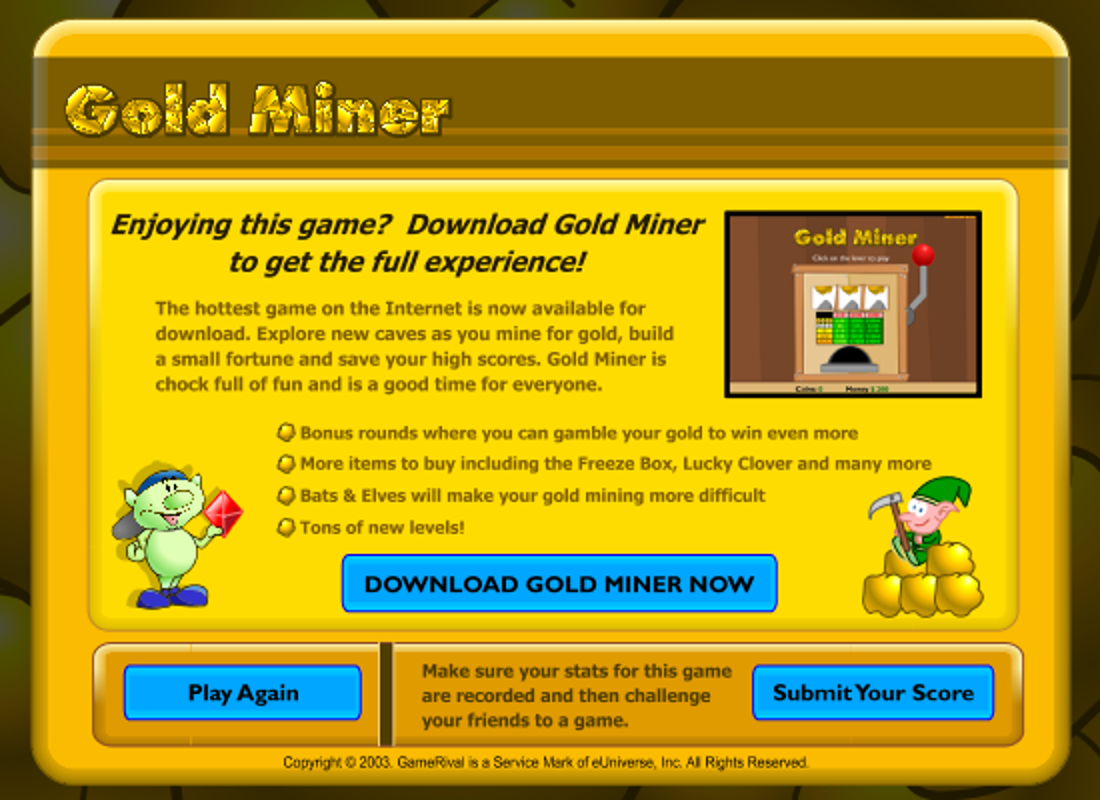 Gold Miner
Enjoying this game? Download Gold Miner
to get the full experience!
The hottest game on the Internet is now available for
download. Explore new caves as you mine for gold, build
a small fortune and save your high scores. Gold Miner is
chock full of fun and is a good time for everyone.
Gold Miner
Click on the lever to play
Coins:
Money:
Bonus rounds where you can gamble your gold to win even more
More items to buy including the Freeze Box, Lucky Clover and many more
Bats & Elves will make your gold mining more difficult
Tons of new levels!
DOWNLOAD GOLD MINER NOW
Play Again
Make sure your stats for this game
are recorded and then challenge
your friends to a game.
Submit Your Score
Copyright © 2003. GameRival is a Service Mark of eUniverse, Inc. All Rights Reserved.